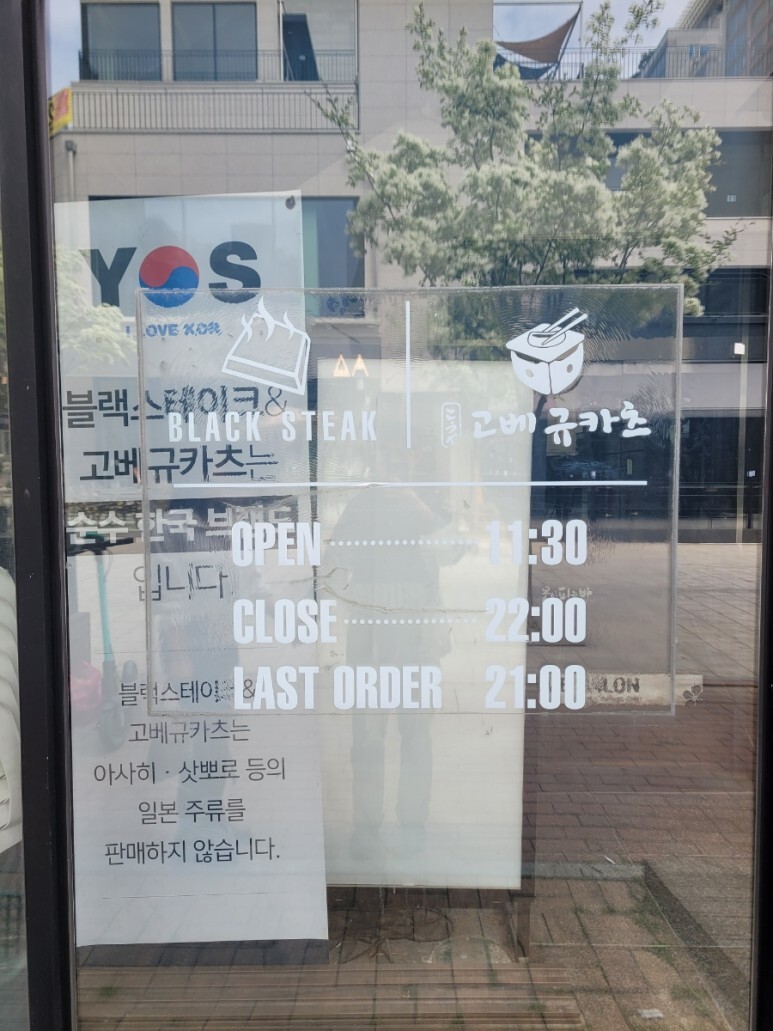 YOS
I LOVE KOR
블랙스테이크&
고베규카츠는
순수 한국 브랜드
입니다
블랙스테이크&
고베규카츠는
아사히 · 삿뽀로 등의
일본 주류를
판매하지 않습니다.
BLACK STEAK
고베규카츠
OPEN 11:30
CLOSE 22:00
LAST ORDER 21:00